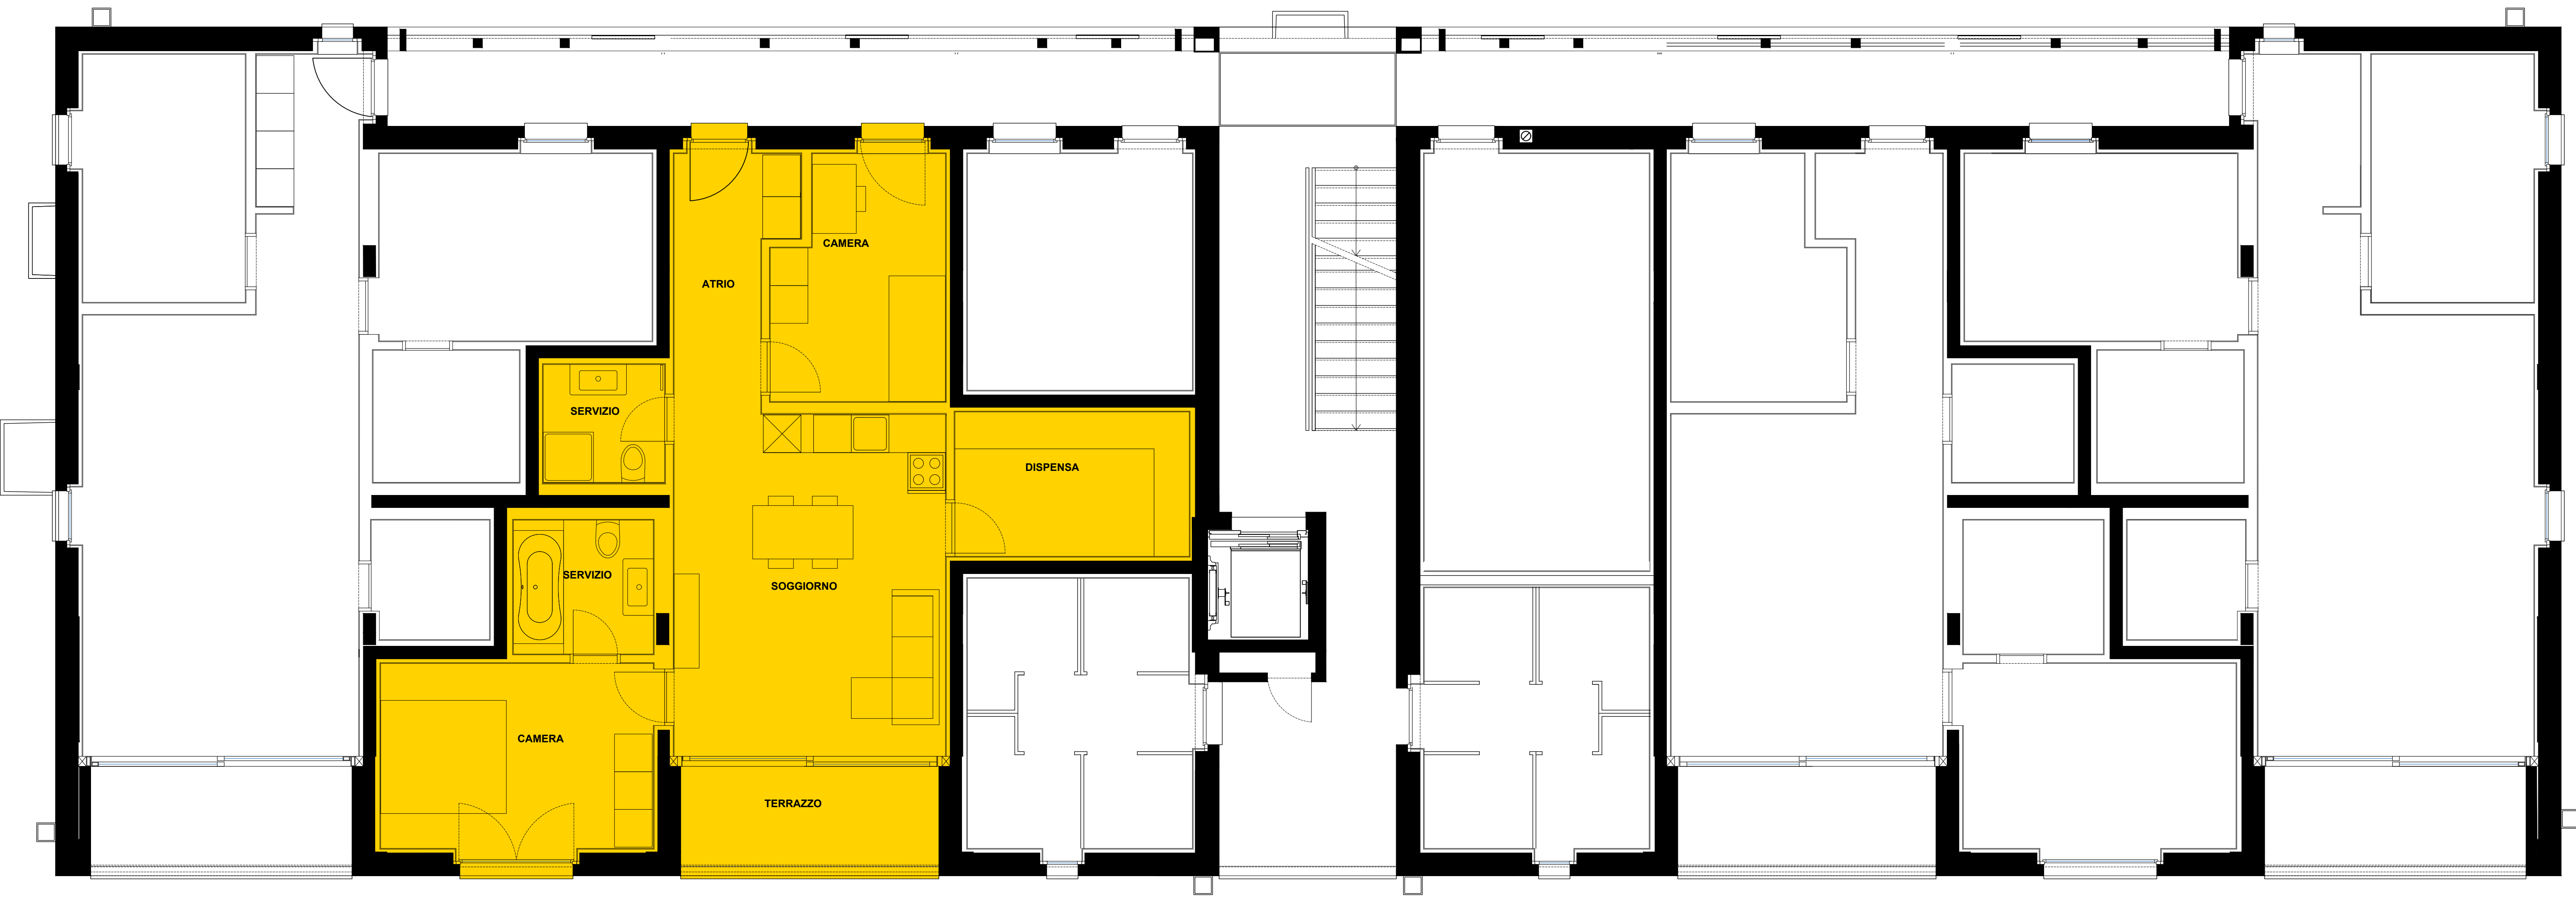 CAMERA
ATRIO
SERVIZIO
DISPENSA
SERVIZIO
SOGGIORNO
CAMERA
TERRAZZO